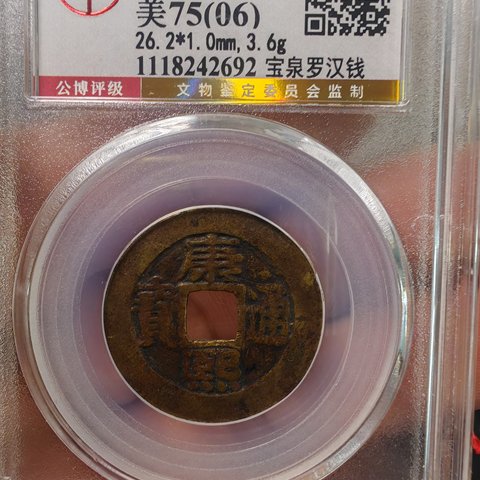 美75(06)
26.2*1.0mm,3.6g
1118242692 宝泉罗汉钱
公博评级 文物鉴定委员会监制
康熙通寶